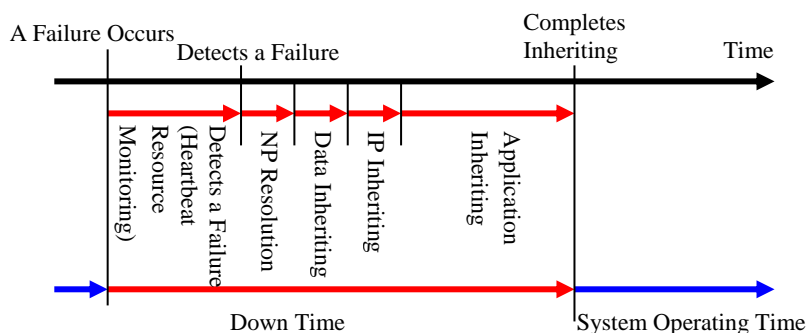 A Failure Occurs
Detects a Failure
Completes
Inheriting
Time
Detects a Failure
(Heartbeat
Resource
Monitoring)
NP Resolution
Data Inheriting
IP Inheriting
Application
Inheriting
Down Time
System Operating Time